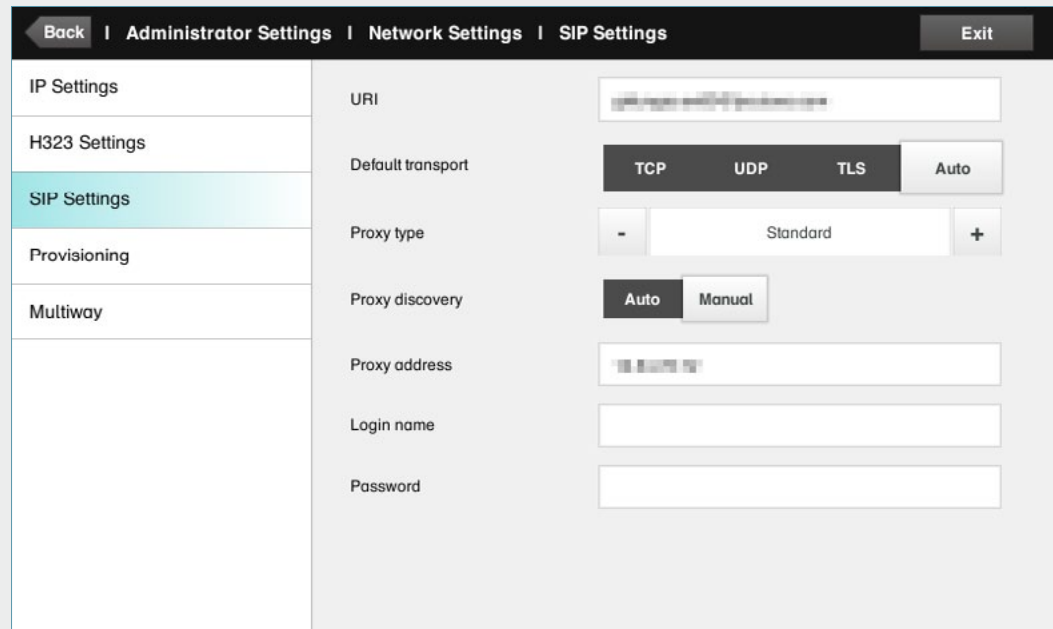 Back | Administrator Settings | Network Settings | SIP Settings Exit
IP Settings
H323 Settings
SIP Settings
Provisioning
Multiway
URI
Default transport TCP UDP TLS Auto
Proxy type - Standard +
Proxy discovery Auto Manual
Proxy address
Login name
Password